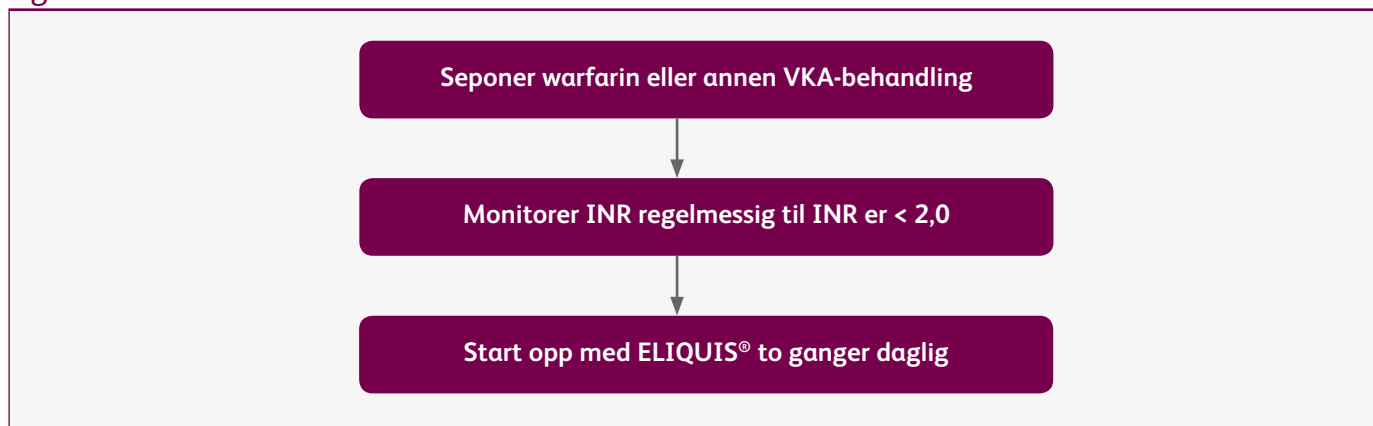 Seponer warfarin eller annen VKA-behandling
Monitorer INR regelmessig til INR er < 2,0
Start opp med ELIQUIS® to ganger daglig